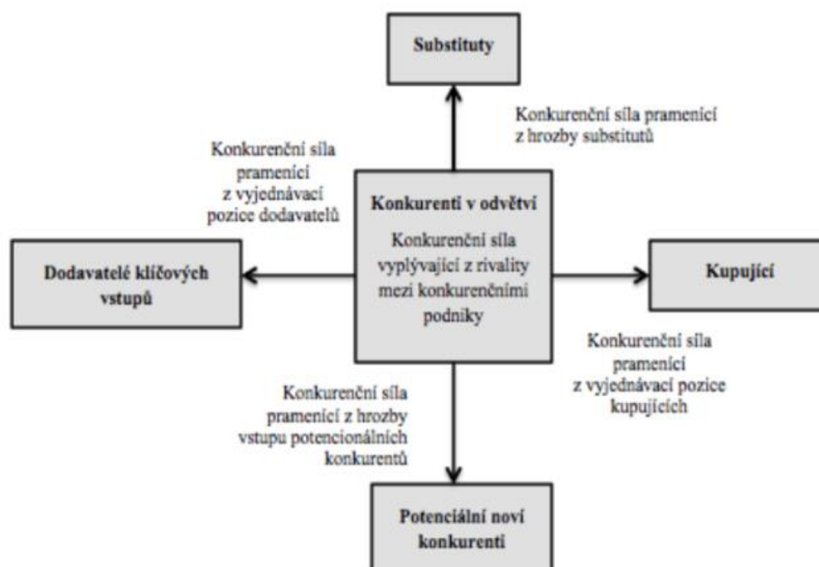 Substituty
Konkurenční síla pramenící
z hrozby substitutů
Konkurenční síla
pramenící
z vyjednávací
pozice dodavatelů
Konkurenti v odvětví
Konkurenční síla
vyplývající z rivality
mezi konkurenčními
podniky
Dodavatelé klíčových
vstupů
Kupující
Konkurenční síla
pramenící
z vyjednávací pozice
kupujících
Konkurenční síla
pramenící z hrozby
vstupu potencionálních
konkurentů
Potenciální noví
konkurenti